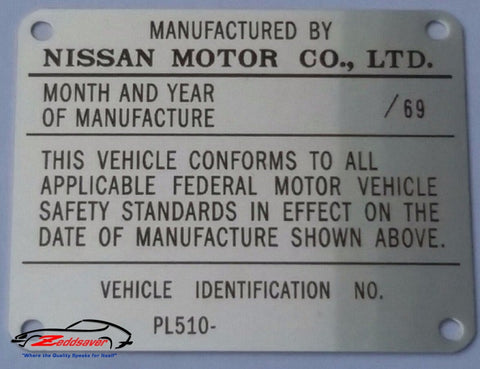 MANUFACTURED BY
NISSAN MOTOR CO., LTD.
MONTH AND YEAR
OF MANUFACTURE /69
THIS VEHICLE CONFORMS TO ALL
APPLICABLE FEDERAL MOTOR VEHICLE
SAFETY STANDARDS IN EFFECT ON THE
DATE OF MANUFACTURE SHOWN ABOVE.
VEHICLE IDENTIFICATION NO.
PL510-
Zeddsaver
"Where the Quality Speaks for Itself"